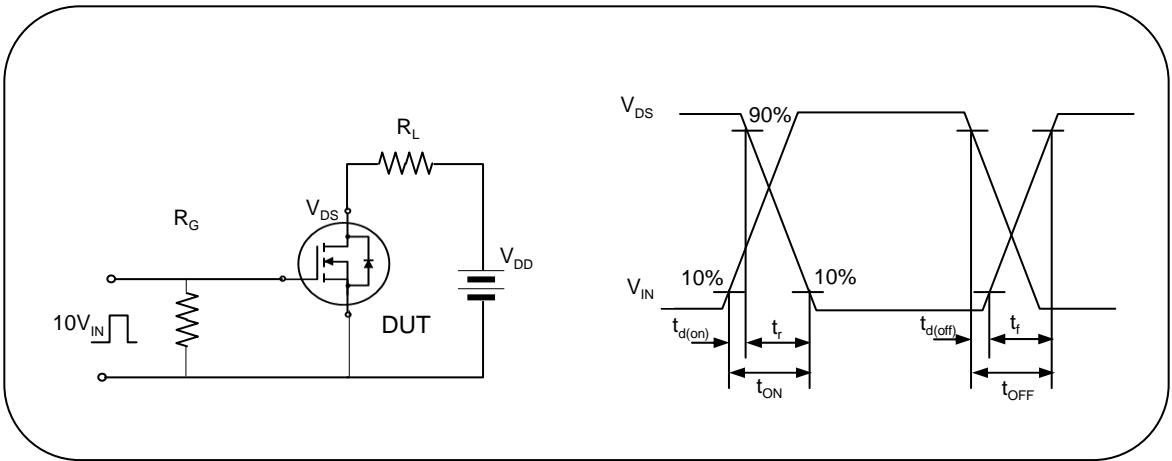 R_L
R_G
V_DS
V_DD
10V_IN
DUT
V_DS
90%
V_IN
10%
10%
t_d(on)
t_r
t_ON
t_d(off)
t_f
t_OFF